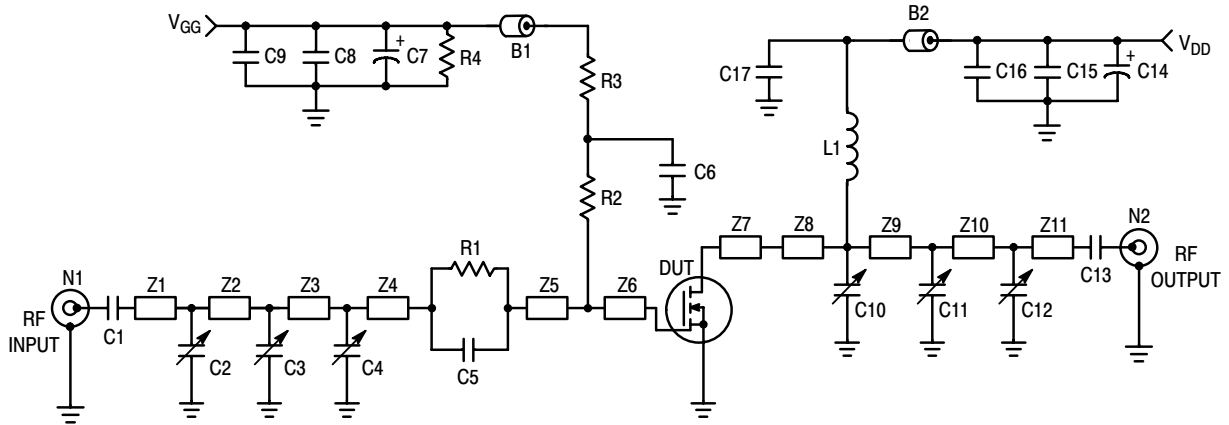 V_GG
C9
C8
+
C7
R4
B1
R3
C6
R2
B2
V_DD
C17
C16
C15
+
C14
L1
N1
RF
INPUT
C1
Z1
Z2
Z3
Z4
C2
C3
C4
R1
C5
Z5
Z6
DUT
Z7
Z8
Z9
Z10
Z11
C10
C11
C12
C13
N2
RF
OUTPUT